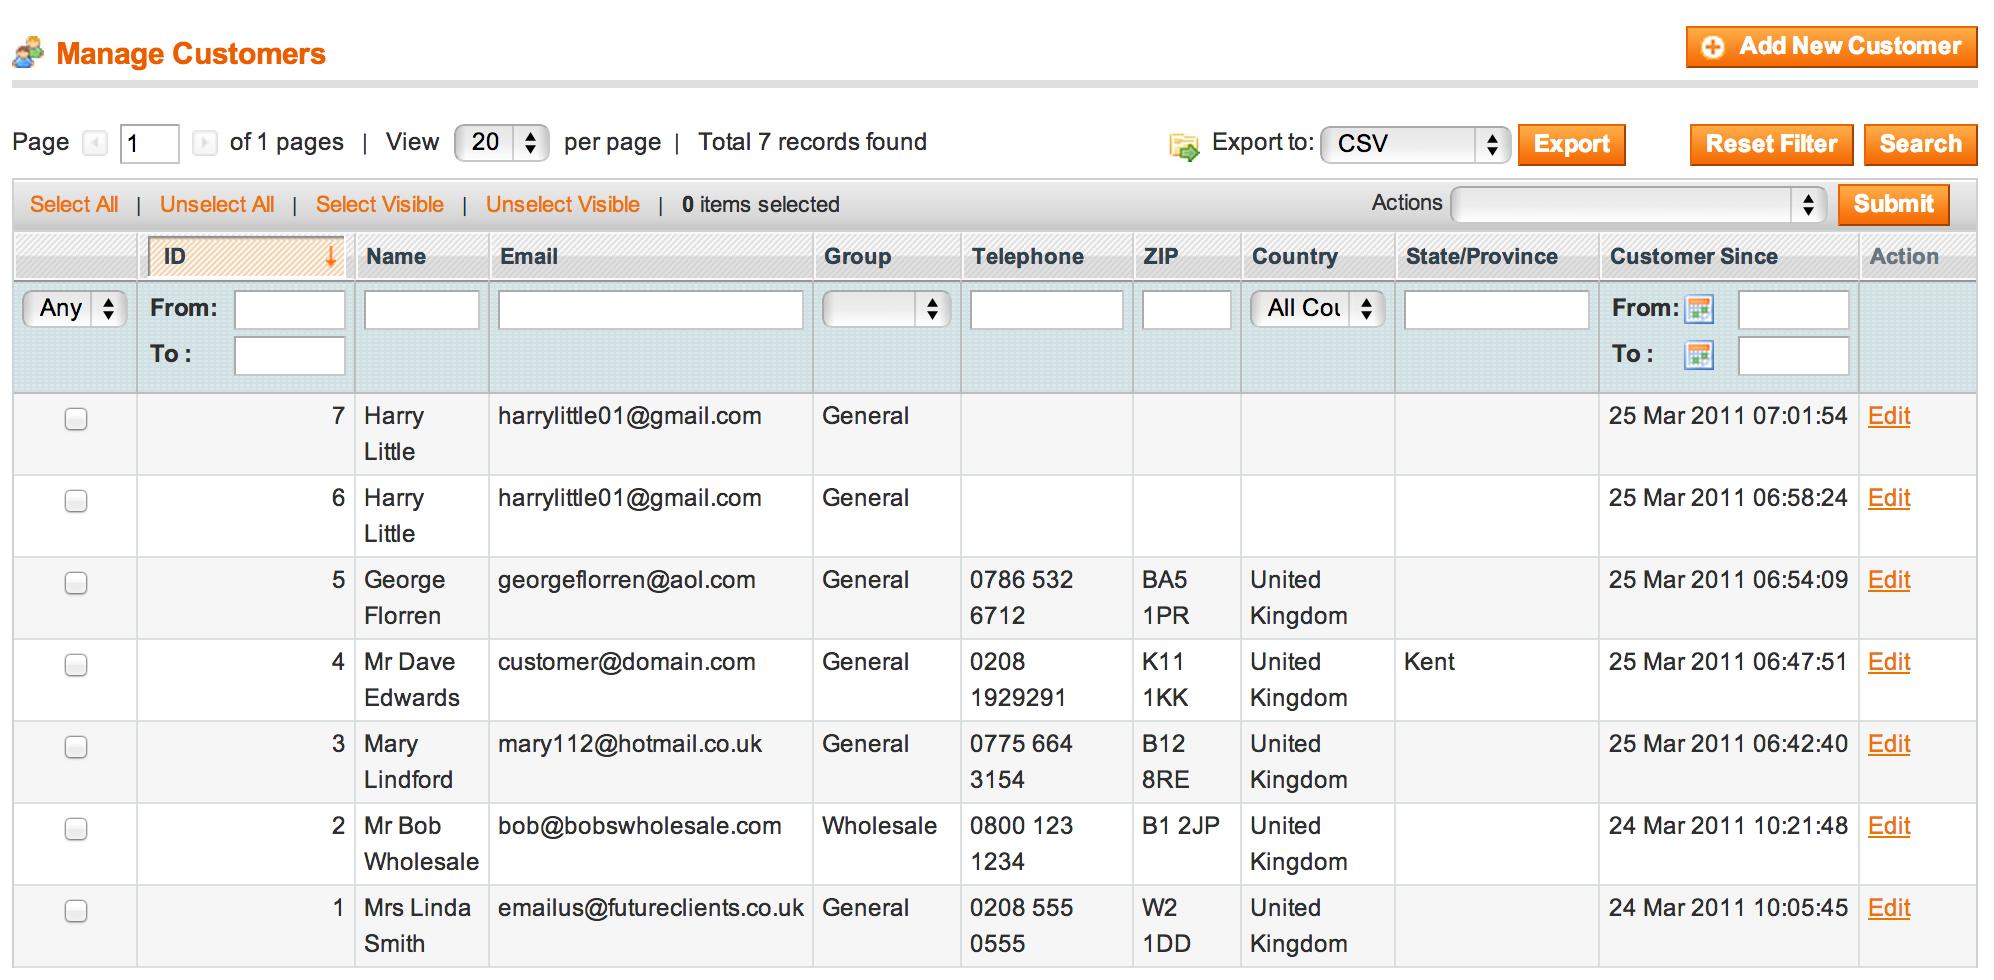 Manage Customers
Add New Customer
Page 1 of 1 pages | View 20 per page | Total 7 records found
Export to: CSV Export Reset Filter Search
Select All | Unselect All | Select Visible | Unselect Visible | 0 items selected
Actions Submit
ID Name Email Group Telephone ZIP Country State/Province Customer Since Action
Any From: All Cou From:
To : To :
7 Harry harrylittle01@gmail.com General 25 Mar 2011 07:01:54 Edit
Little
6 Harry harrylittle01@gmail.com General 25 Mar 2011 06:58:24 Edit
Little
5 George georgeflorren@aol.com General 0786 532 BA5 United 25 Mar 2011 06:54:09 Edit
Florren 6712 1PR Kingdom
4 Mr Dave customer@domain.com General 0208 K11 United Kent 25 Mar 2011 06:47:51 Edit
Edwards 1929291 1KK Kingdom
3 Mary mary112@hotmail.co.uk General 0775 664 B12 United 25 Mar 2011 06:42:40 Edit
Lindford 3154 8RE Kingdom
2 Mr Bob bob@bobswholesale.com Wholesale 0800 123 B1 2JP United 24 Mar 2011 10:21:48 Edit
Wholesale 1234 Kingdom
1 Mrs Linda emailus@futureclients.co.uk General 0208 555 W2 United 24 Mar 2011 10:05:45 Edit
Smith 0555 1DD Kingdom